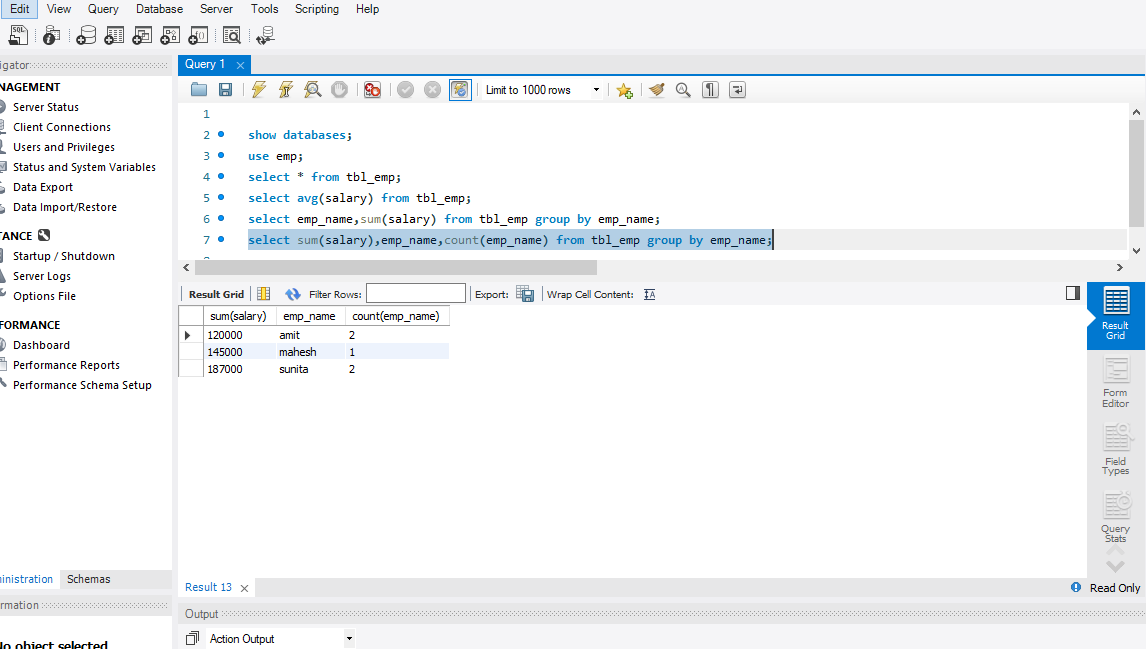 Edit View Query Database Server Tools Scripting Help
igator
Query 1
NAGEMENT
Server Status
Client Connections
Users and Privileges
Status and System Variables
Data Export
Data Import/Restore
TANCE
Startup / Shutdown
Server Logs
Options File
FORMANCE
Dashboard
Performance Reports
Performance Schema Setup
inistration Schemas
rmation
No object selected
Limit to 1000 rows
1
2 show databases;
3 use emp;
4 select * from tbl_emp;
5 select avg(salary) from tbl_emp;
6 select emp_name,sum(salary) from tbl_emp group by emp_name;
7 select sum(salary),emp_name,count(emp_name) from tbl_emp group by emp_name;
Result Grid Filter Rows: Export: Wrap Cell Content:
sum(salary) emp_name count(emp_name)
120000 amit 2
145000 mahesh 1
187000 sunita 2
Result
Grid
Form
Editor
Field
Types
Query
Stats
Result 13
Read Only
Output
Action Output